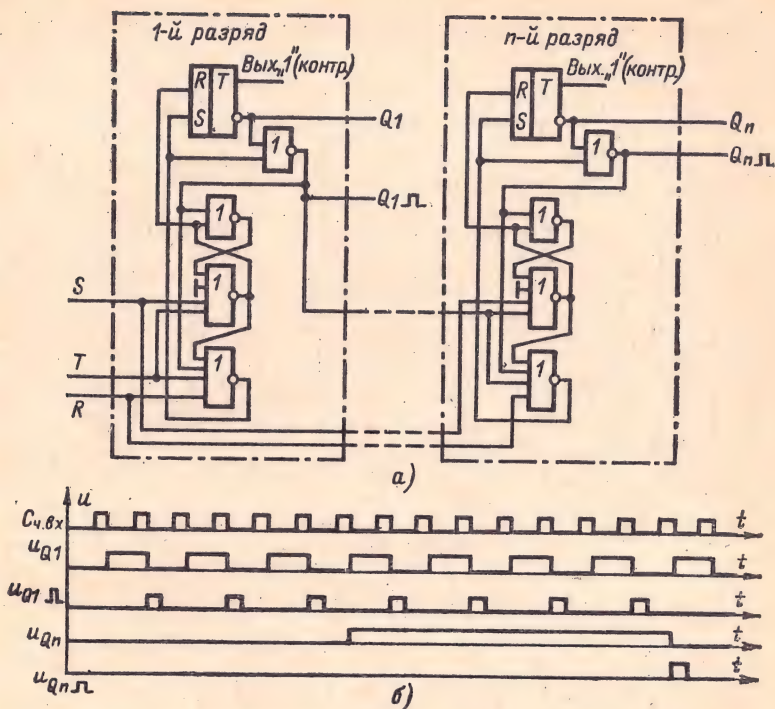 1-й разряд
n-й разряд
Вых„1"(контр.)
Вых.„1"(контр.)
R T
S
R T
S
Q1
Qn
1
1
Qn⎍
Q1⎍
1
1
S
1
1
T
1
1
R
а)
u
Сч.вх
t
uQ1
t
uQ1⎍
t
uQn
t
uQn⎍
t
б)